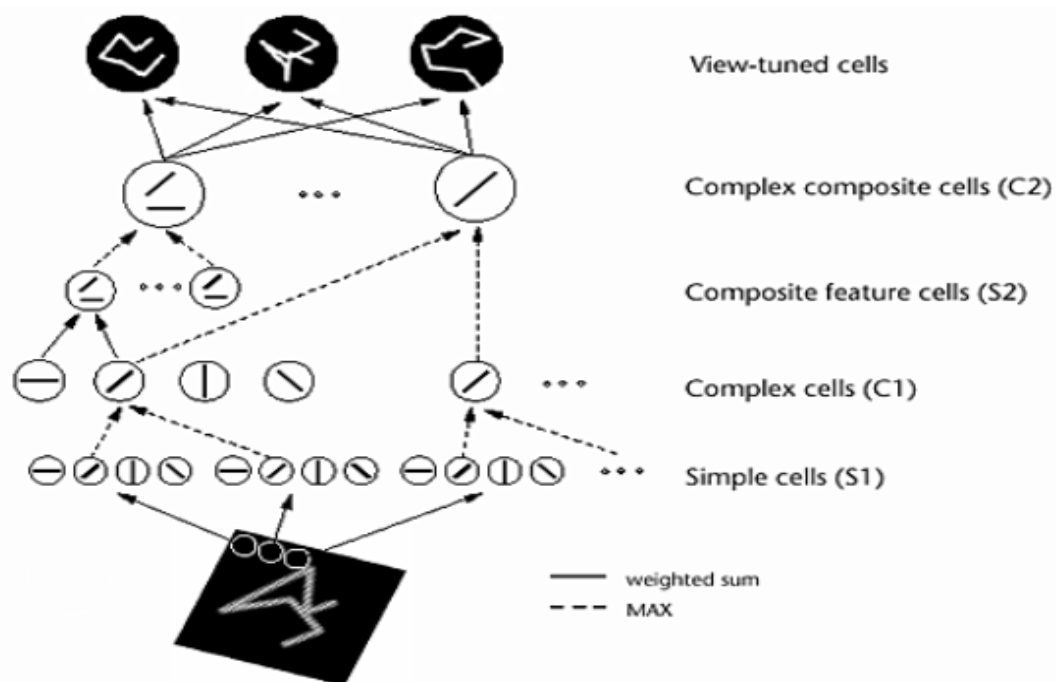 View-tuned cells
Complex composite cells (C2)
Composite feature cells (S2)
Complex cells (C1)
Simple cells (S1)
weighted sum
MAX